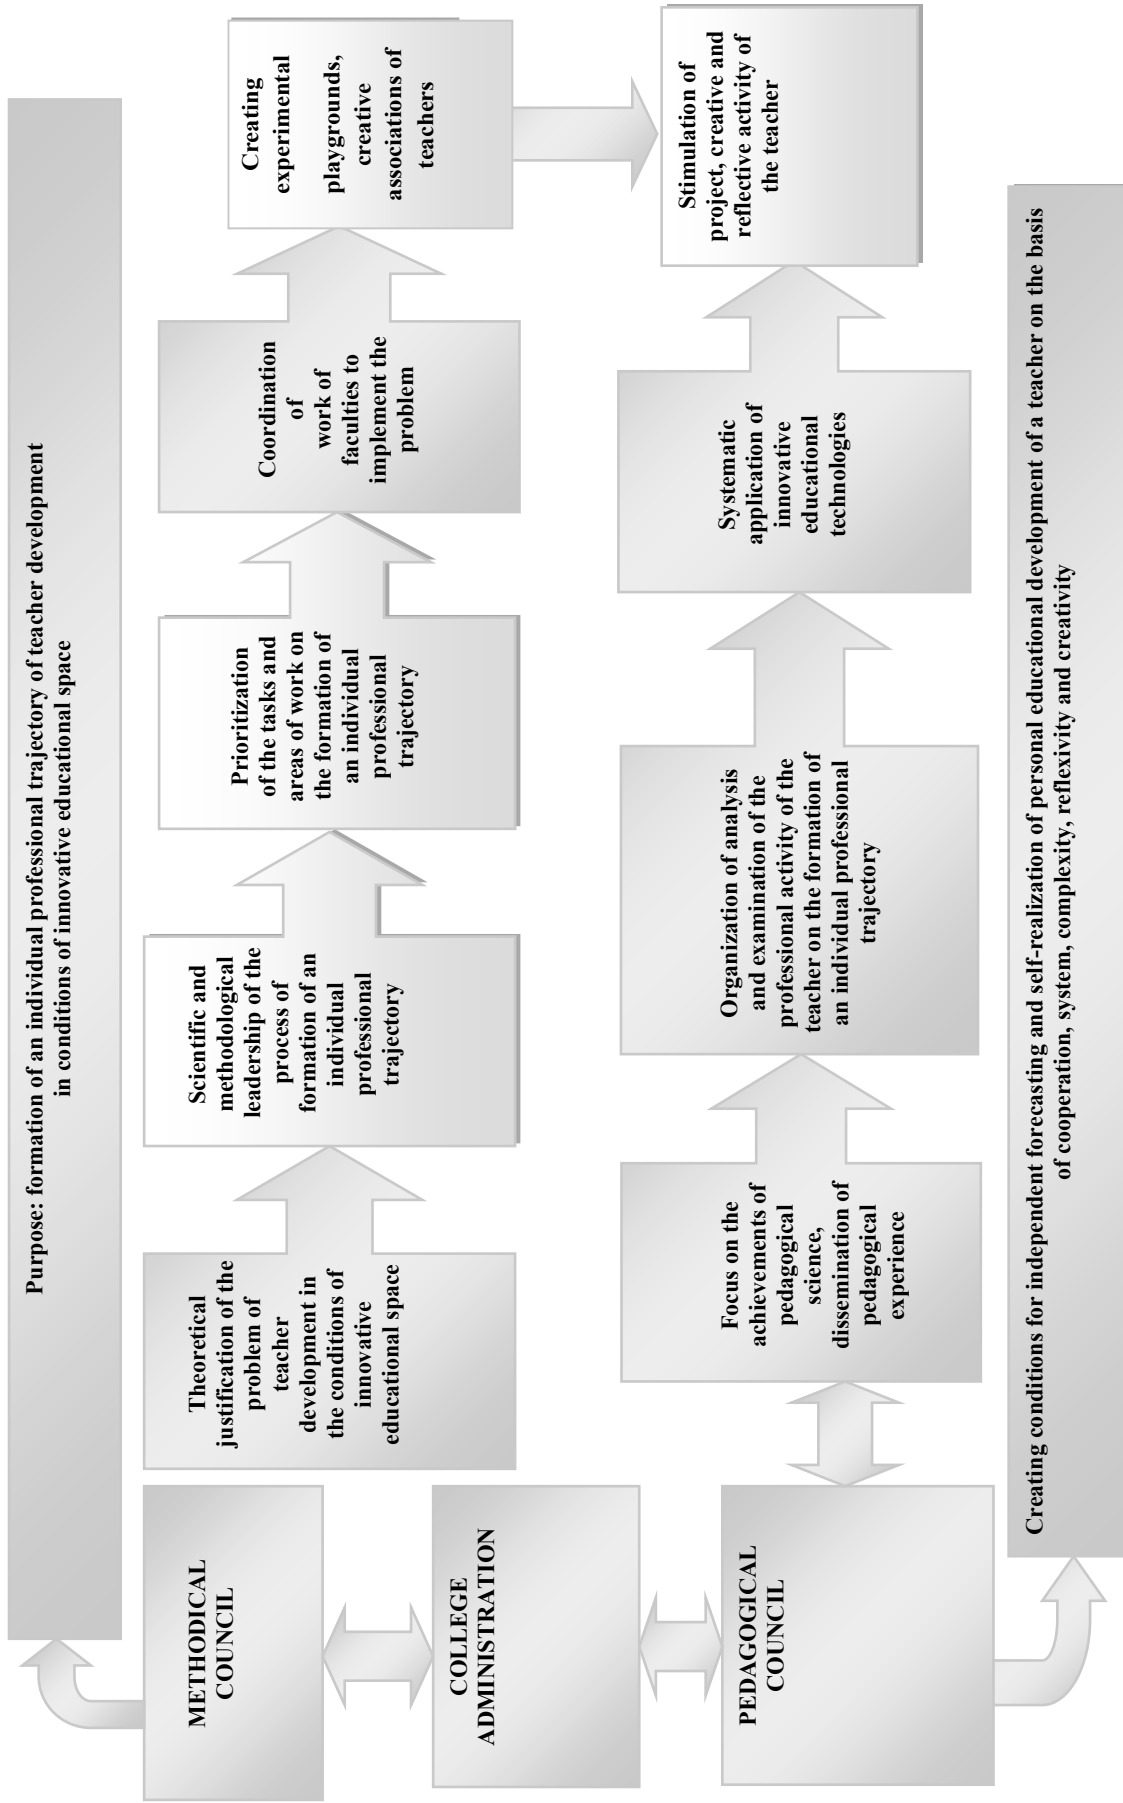 Purpose: formation of an individual professional trajectory of teacher development
in conditions of innovative educational space
METHODICAL
COUNCIL
Theoretical
justification of the
problem of
teacher
development in
the conditions of
innovative
educational space
Scientific and
methodological
leadership of the
process of
formation of an
individual
professional
trajectory
Prioritization
of the tasks and
areas of work on
the formation of
an individual
professional
trajectory
Coordination
of
work of
faculties to
implement the
problem
Creating
experimental
playgrounds,
creative
associations of
teachers
COLLEGE
ADMINISTRATION
PEDAGOGICAL
COUNCIL
Focus on the
achievements of
pedagogical
science,
dissemination of
pedagogical
experience
Organization of analysis
and examination of the
professional activity of the
teacher on the formation of
an individual professional
trajectory
Systematic
application of
innovative
educational
technologies
Stimulation of
project, creative and
reflective activity of
the teacher
Creating conditions for independent forecasting and self-realization of personal educational development of a teacher on the basis
of cooperation, system, complexity, reflexivity and creativity